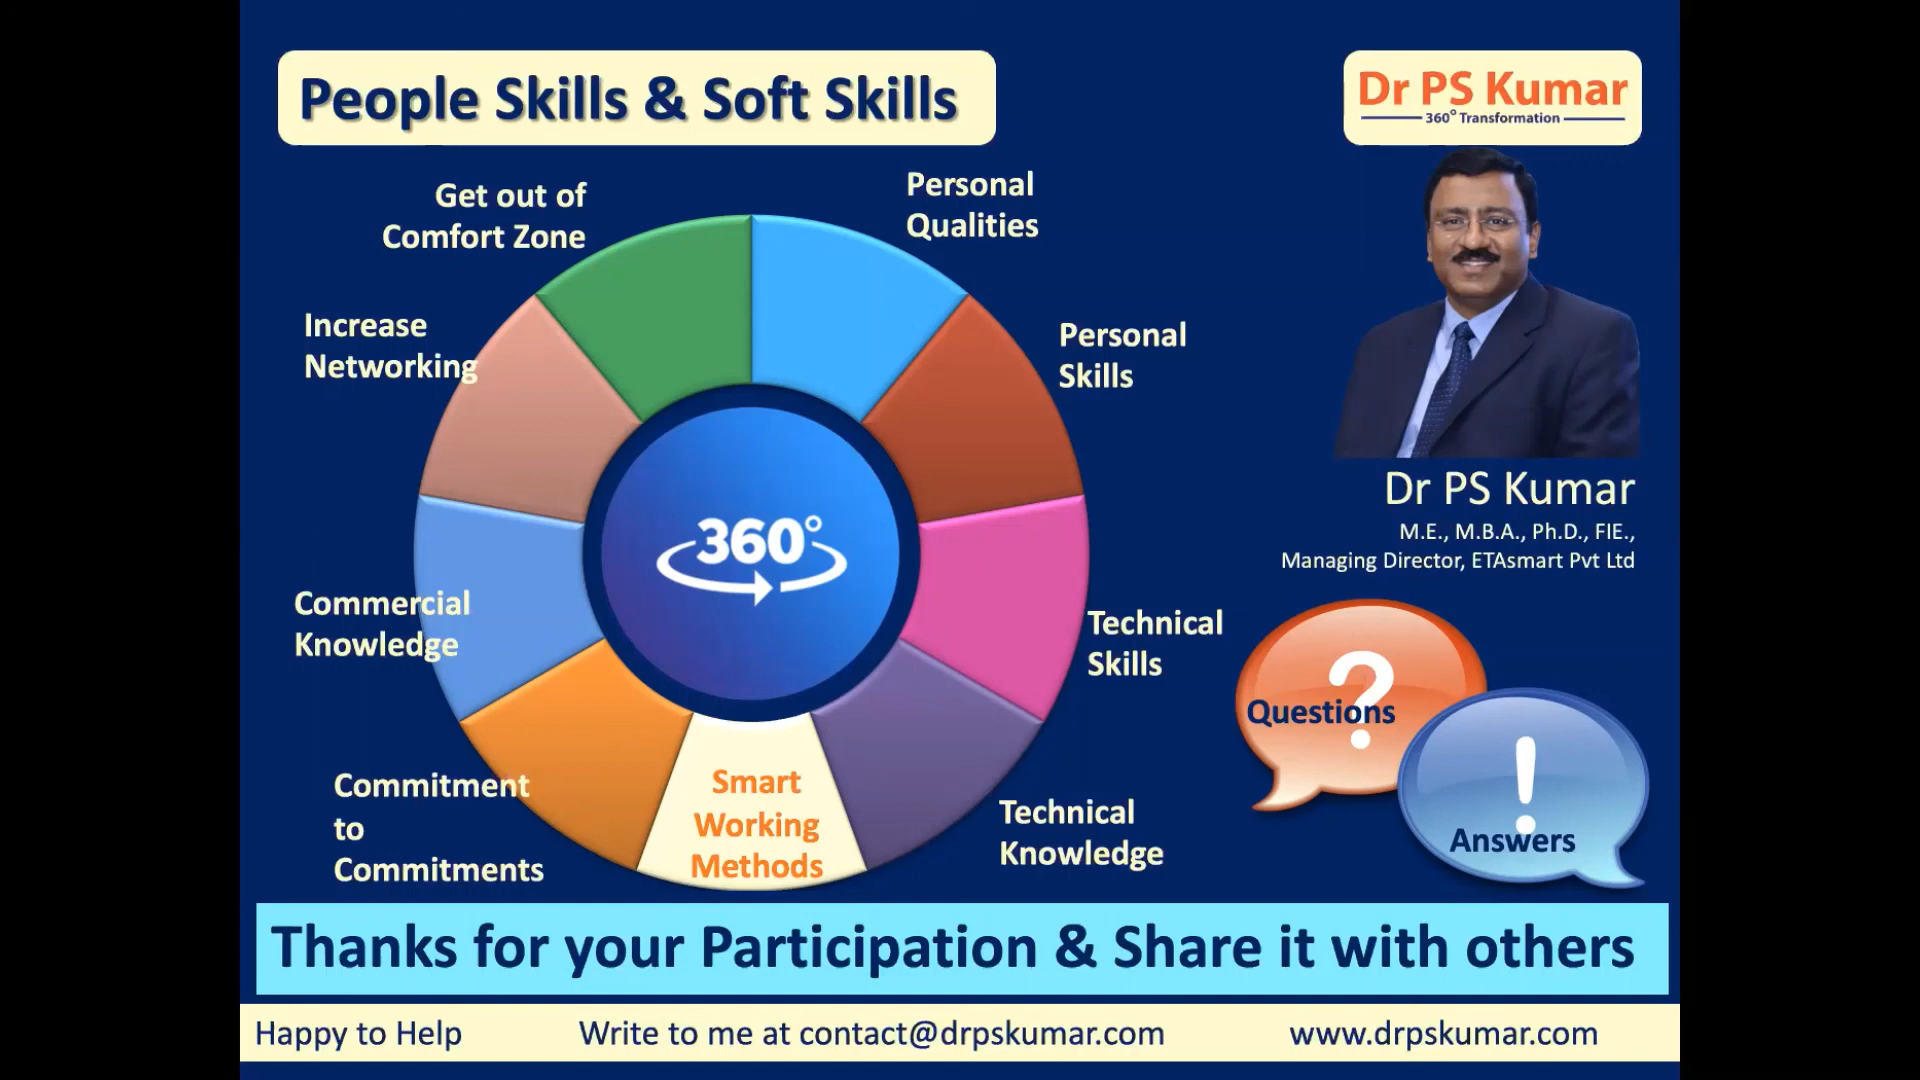 People Skills & Soft Skills
Dr PS Kumar
360° Transformation
Get out of
Comfort Zone
Personal
Qualities
Increase
Networking
Personal
Skills
360°
Commercial
Knowledge
Technical
Skills
Commitment
to
Commitments
Smart
Working
Methods
Technical
Knowledge
Dr PS Kumar
M.E., M.B.A., Ph.D., FIE.,
Managing Director, ETAsmart Pvt Ltd
?
Questions
!
Answers
Thanks for your Participation & Share it with others
Happy to Help
Write to me at contact@drpskumar.com
www.drpskumar.com